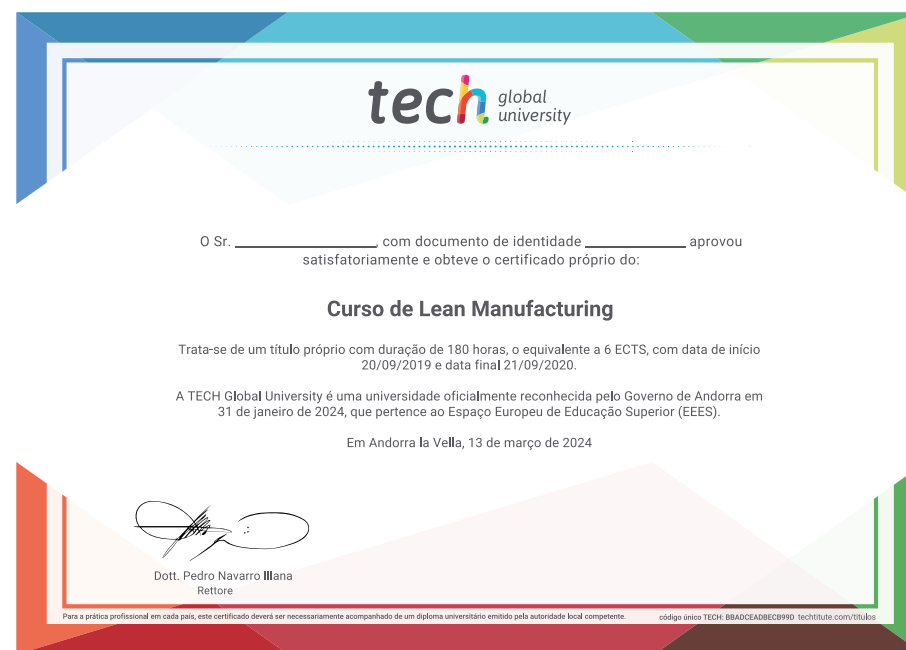 tech global university
O Sr. ____________, com documento de identidade ____________ aprovou
satisfatoriamente e obteve o certificado próprio do:
Curso de Lean Manufacturing
Trata-se de um título próprio com duração de 180 horas, o equivalente a 6 ECTS, com data de início
20/09/2019 e data final 21/09/2020.
A TECH Global University é uma universidade oficialmente reconhecida pelo Governo de Andorra em
31 de janeiro de 2024, que pertence ao Espaço Europeu de Educação Superior (EEES).
Em Andorra la Vella, 13 de março de 2024
Dott. Pedro Navarro Illana
Rettore
Para a prática profissional em cada país, este certificado deverá ser necessariamente acompanhado de um diploma universitário emitido pela autoridade local competente.
código único TECH: BBADCEADBECB99D techtitute.com/titulos